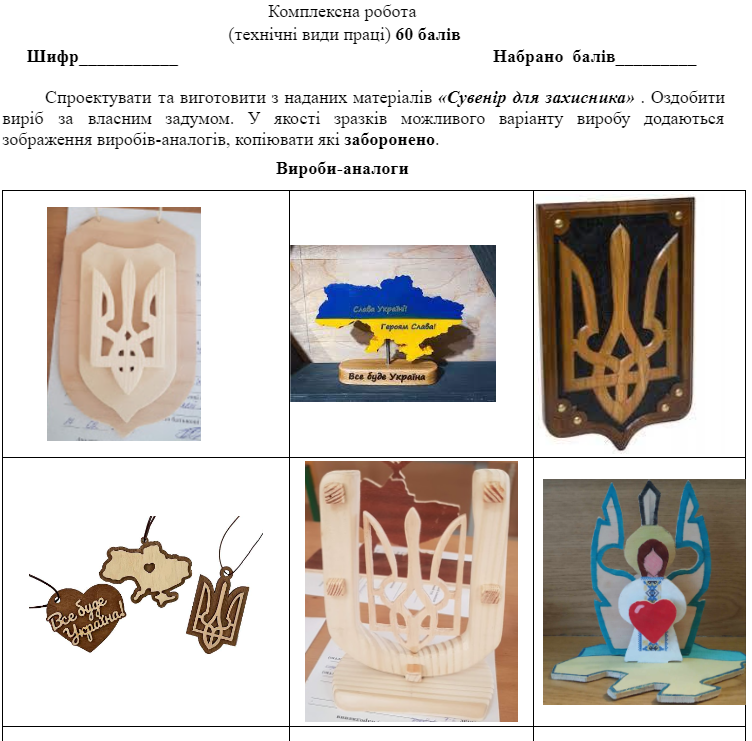 Комплексна робота
(технічні види праці) 60 балів
Шифр___________ Набрано балів_________
Спроектувати та виготовити з наданих матеріалів «Сувенір для захисника» . Оздобити
виріб за власним задумом. У якості зразків можливого варіанту виробу додаються
зображення виробів-аналогів, копіювати які заборонено.
Вироби-аналоги
Слава Україні!
Героям Слава!
Все буде Україна
Все буде
Україна!